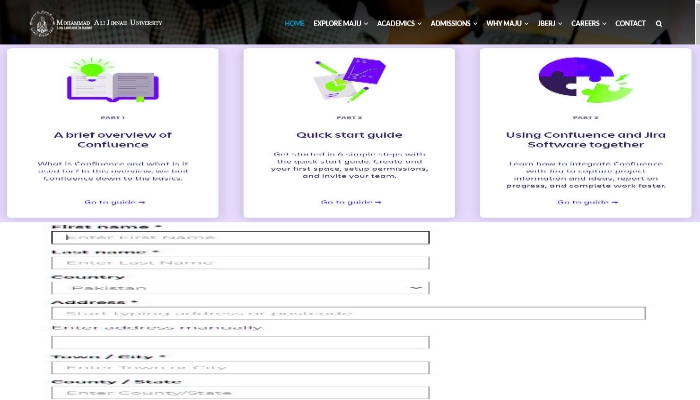 MOHAMMAD ALI JINNAH UNIVERSITY
HOME EXPLORE MAJU ACADEMICS ADMISSIONS WHY MAJU JBERJ CAREERS CONTACT
PART 1
A brief overview of
Confluence
What is Confluence and what is it
used for? In this overview, we boil
Confluence down to the basics.
Go to guide →
PART 2
Quick start guide
Get started in 6 simple steps with
the quick start guide. Create and
your first space, setup permissions,
and invite your team.
Go to guide →
PART 3
Using Confluence and Jira
Software together
Learn how to integrate Confluence
with Jira to capture project
information and ideas, report on
progress, and complete work faster.
Go to guide →
First name *
Enter First Name
Last name *
Enter Last Name
Country
Pakistan
Address *
Start typing address or postcode
Enter address manually
Town / City *
Enter Town or City
County / State
Enter County/State